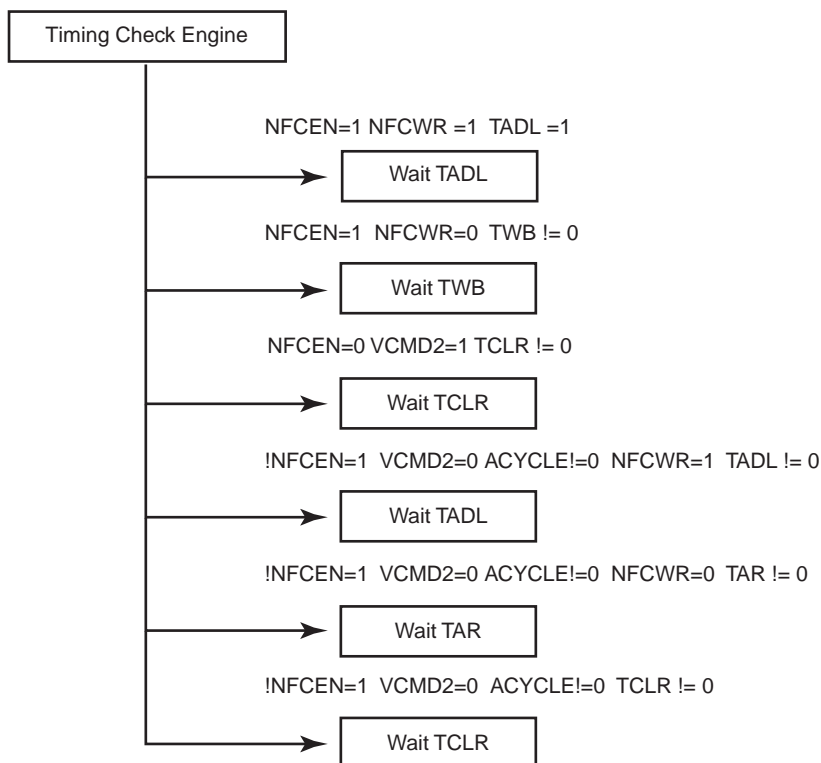 Timing Check Engine
NFCEN=1 NFCWR =1 TADL =1
Wait TADL
NFCEN=1 NFCWR=0 TWB != 0
Wait TWB
NFCEN=0 VCMD2=1 TCLR != 0
Wait TCLR
!NFCEN=1 VCMD2=0 ACYCLE!=0 NFCWR=1 TADL != 0
Wait TADL
!NFCEN=1 VCMD2=0 ACYCLE!=0 NFCWR=0 TAR != 0
Wait TAR
!NFCEN=1 VCMD2=0 ACYCLE!=0 TCLR != 0
Wait TCLR